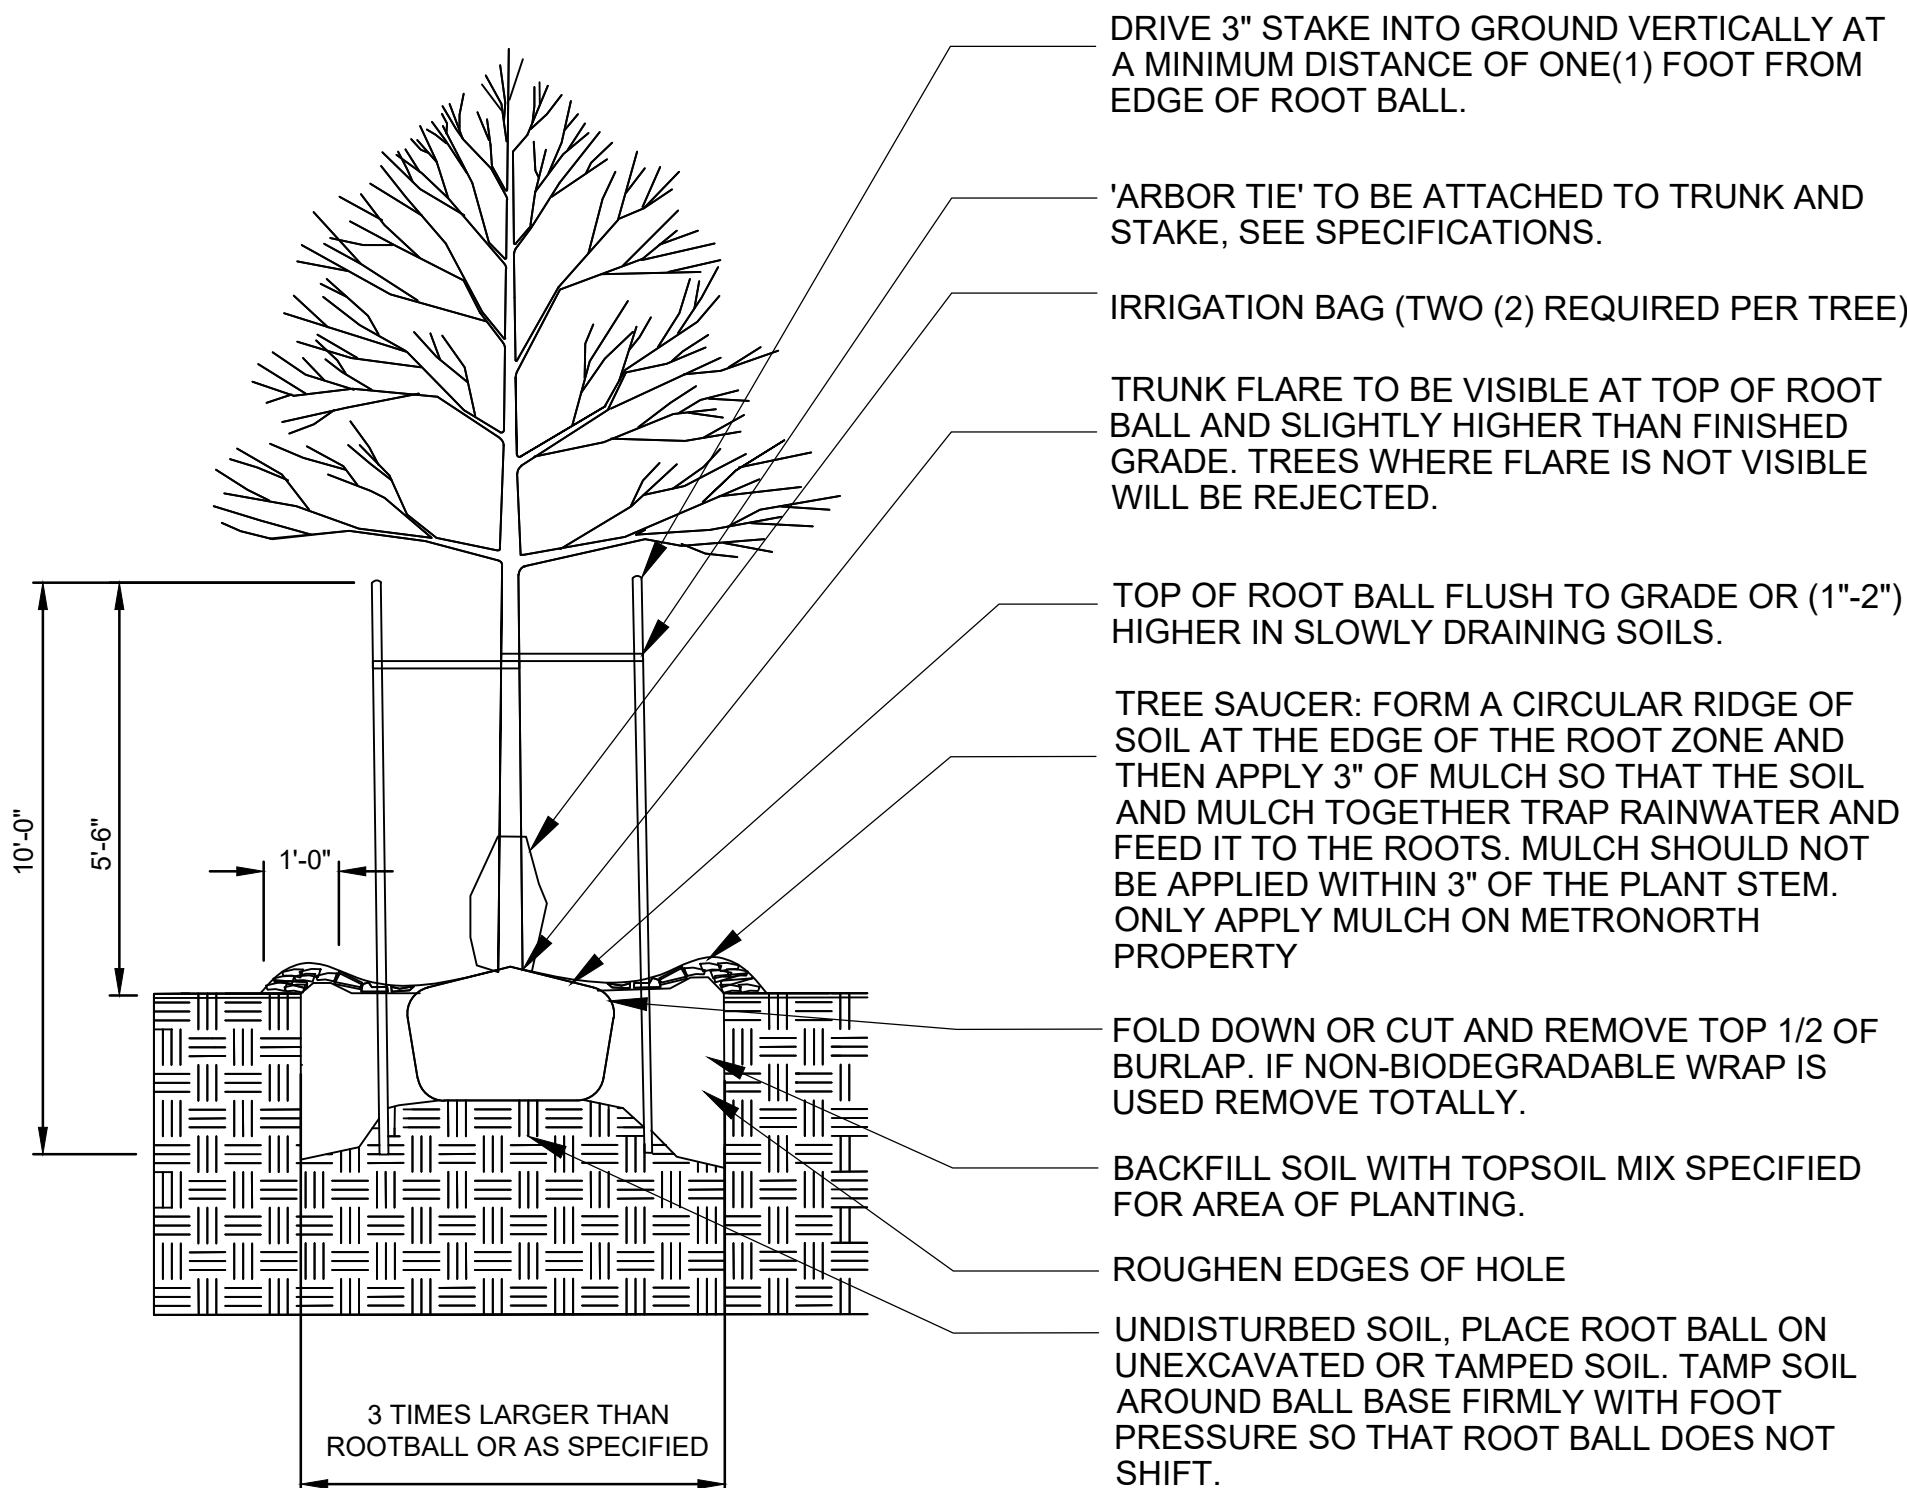 DRIVE 3" STAKE INTO GROUND VERTICALLY AT
A MINIMUM DISTANCE OF ONE(1) FOOT FROM
EDGE OF ROOT BALL.
'ARBOR TIE' TO BE ATTACHED TO TRUNK AND
STAKE, SEE SPECIFICATIONS.
IRRIGATION BAG (TWO (2) REQUIRED PER TREE)
TRUNK FLARE TO BE VISIBLE AT TOP OF ROOT
BALL AND SLIGHTLY HIGHER THAN FINISHED
GRADE. TREES WHERE FLARE IS NOT VISIBLE
WILL BE REJECTED.
TOP OF ROOT BALL FLUSH TO GRADE OR (1"-2")
HIGHER IN SLOWLY DRAINING SOILS.
TREE SAUCER: FORM A CIRCULAR RIDGE OF
SOIL AT THE EDGE OF THE ROOT ZONE AND
THEN APPLY 3" OF MULCH SO THAT THE SOIL
AND MULCH TOGETHER TRAP RAINWATER AND
FEED IT TO THE ROOTS. MULCH SHOULD NOT
BE APPLIED WITHIN 3" OF THE PLANT STEM.
ONLY APPLY MULCH ON METRONORTH
PROPERTY
FOLD DOWN OR CUT AND REMOVE TOP 1/2 OF
BURLAP. IF NON-BIODEGRADABLE WRAP IS
USED REMOVE TOTALLY.
BACKFILL SOIL WITH TOPSOIL MIX SPECIFIED
FOR AREA OF PLANTING.
ROUGHEN EDGES OF HOLE
UNDISTURBED SOIL, PLACE ROOT BALL ON
UNEXCAVATED OR TAMPED SOIL. TAMP SOIL
AROUND BALL BASE FIRMLY WITH FOOT
PRESSURE SO THAT ROOT BALL DOES NOT
SHIFT.
10'-0"
5'-6"
1'-0"
3 TIMES LARGER THAN
ROOTBALL OR AS SPECIFIED